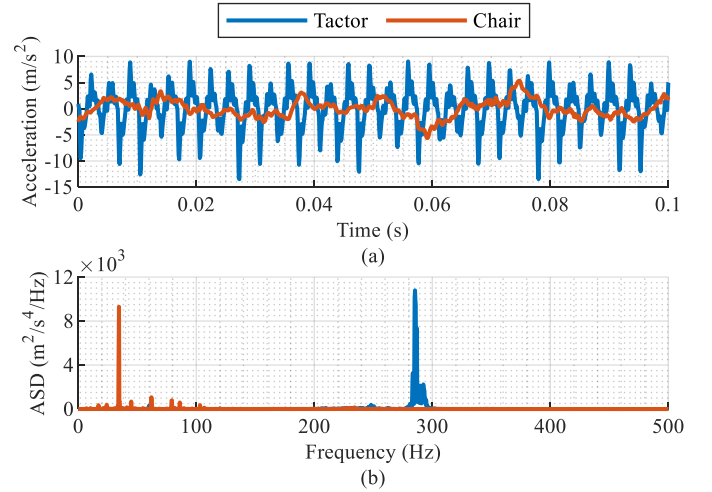 Tactor Chair
Acceleration (m/s²)
10
5
0
-5
-10
-15
0 0.02 0.04 0.06 0.08 0.1
Time (s)
(a)
×10³
ASD (m²/s⁴/Hz)
12
8
4
0
0 100 200 300 400 500
Frequency (Hz)
(b)